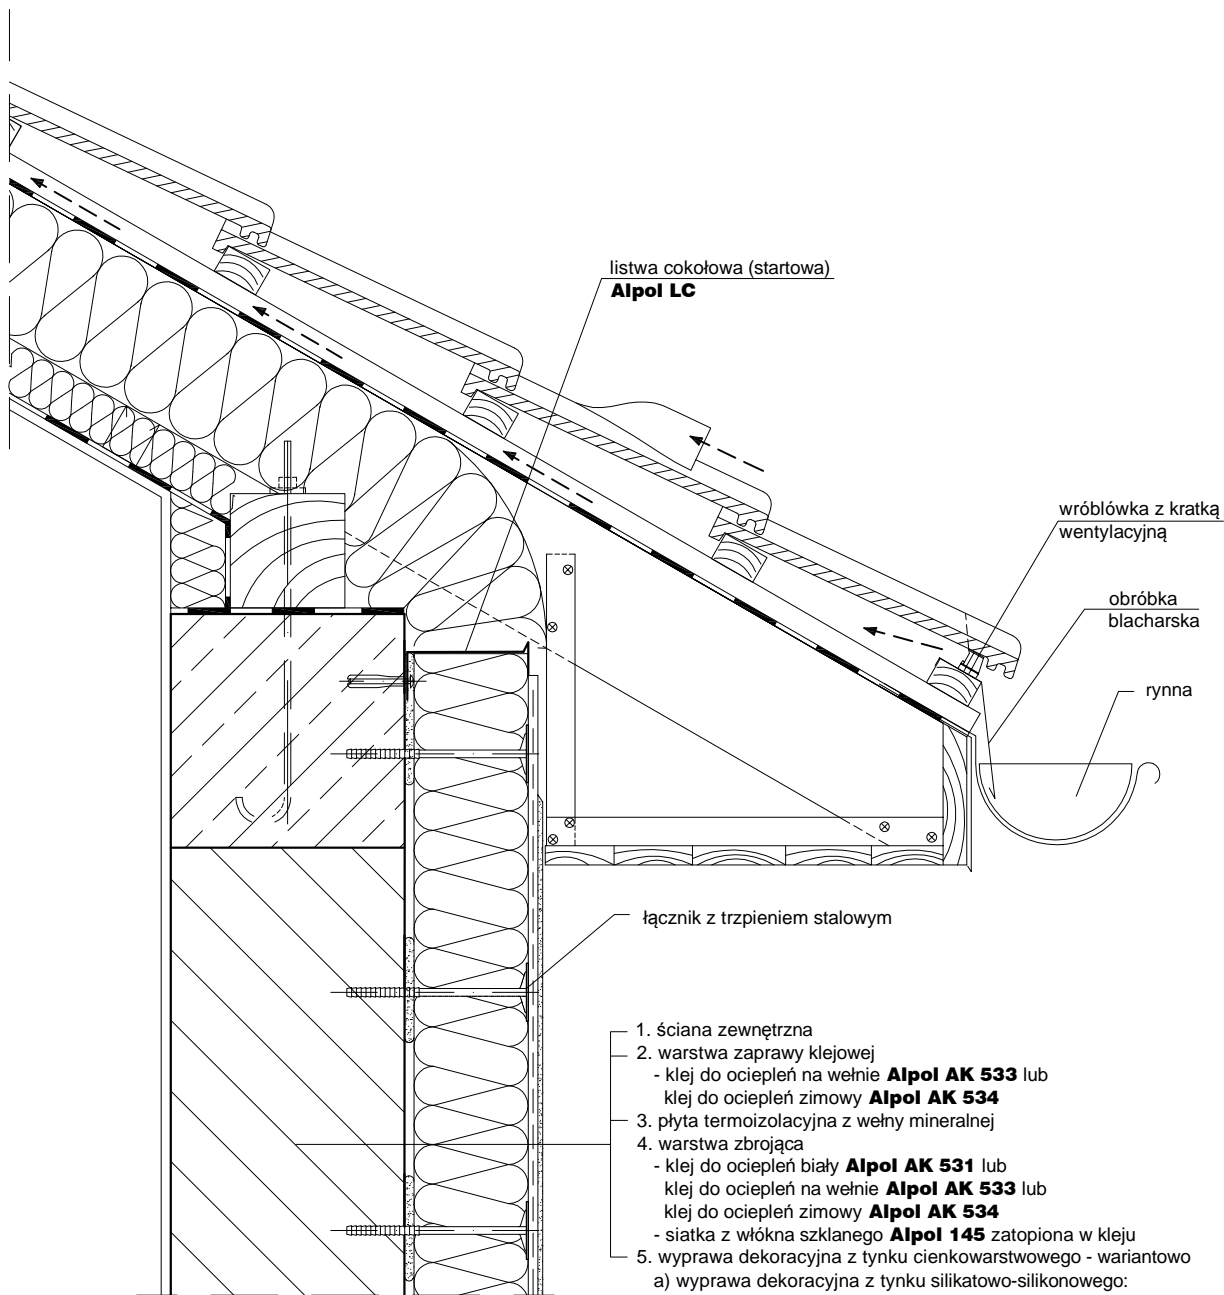 listwa cokołowa (startowa)
Alpol LC
wróblówka z kratką
wentylacyjną
obróbka
blacharska
rynna
łącznik z trzpieniem stalowym
1. ściana zewnętrzna
2. warstwa zaprawy klejowej
- klej do ociepleń na wełnie Alpol AK 533 lub
klej do ociepleń zimowy Alpol AK 534
3. płyta termoizolacyjna z wełny mineralnej
4. warstwa zbrojąca
- klej do ociepleń biały Alpol AK 531 lub
klej do ociepleń na wełnie Alpol AK 533 lub
klej do ociepleń zimowy Alpol AK 534
- siatka z włókna szklanego Alpol 145 zatopiona w kleju
5. wyprawa dekoracyjna z tynku cienkowarstwowego - wariantowo
a) wyprawa dekoracyjna z tynku silikatowo-silikonowego: